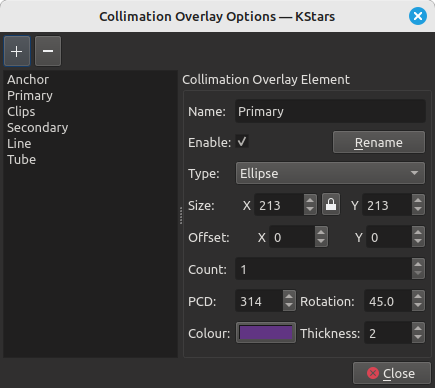 Collimation Overlay Options — KStars
+ −
Anchor
Primary
Clips
Secondary
Line
Tube
Collimation Overlay Element
Name: Primary
Enable: Rename
Type: Ellipse
Size: X 213 Y 213
Offset: X 0 Y 0
Count: 1
PCD: 314 Rotation: 45.0
Colour: Thickness: 2
Close